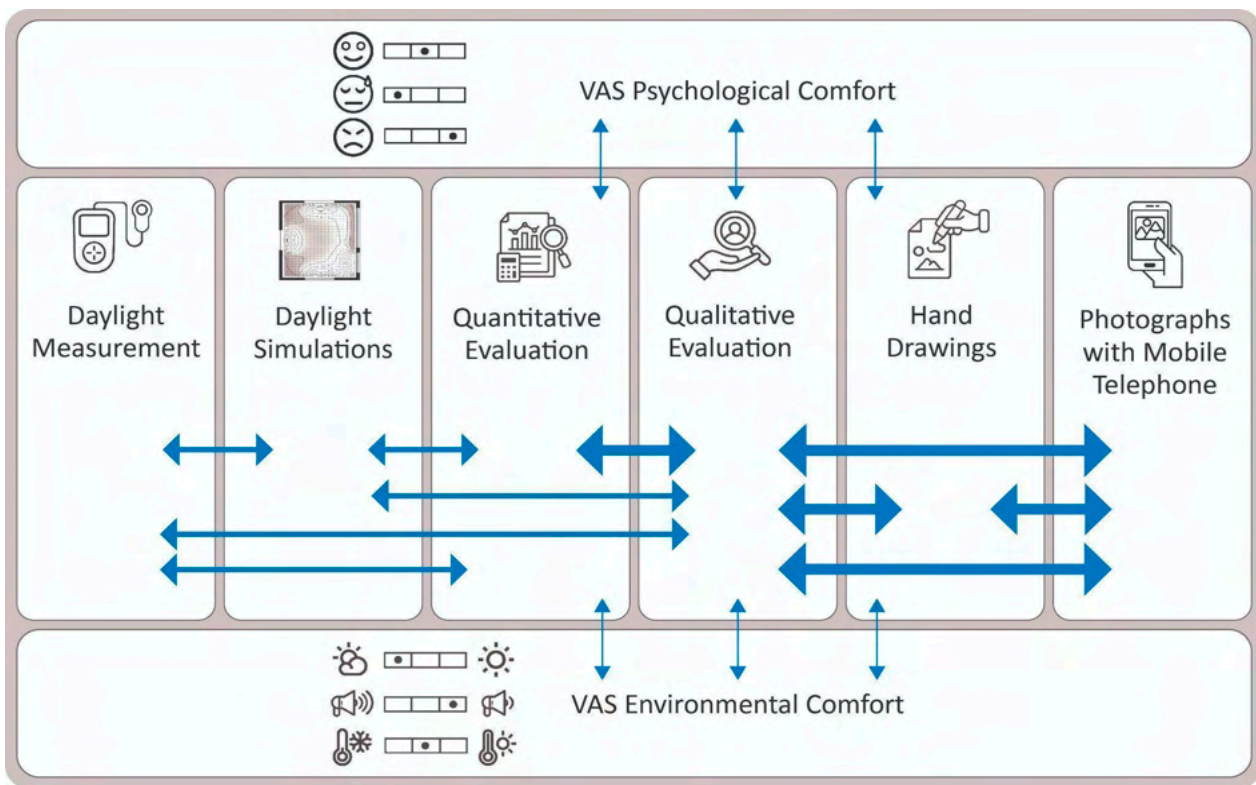 VAS Psychological Comfort
Daylight
Measurement
Daylight
Simulations
Quantitative
Evaluation
Qualitative
Evaluation
Hand
Drawings
Photographs
with Mobile
Telephone
VAS Environmental Comfort